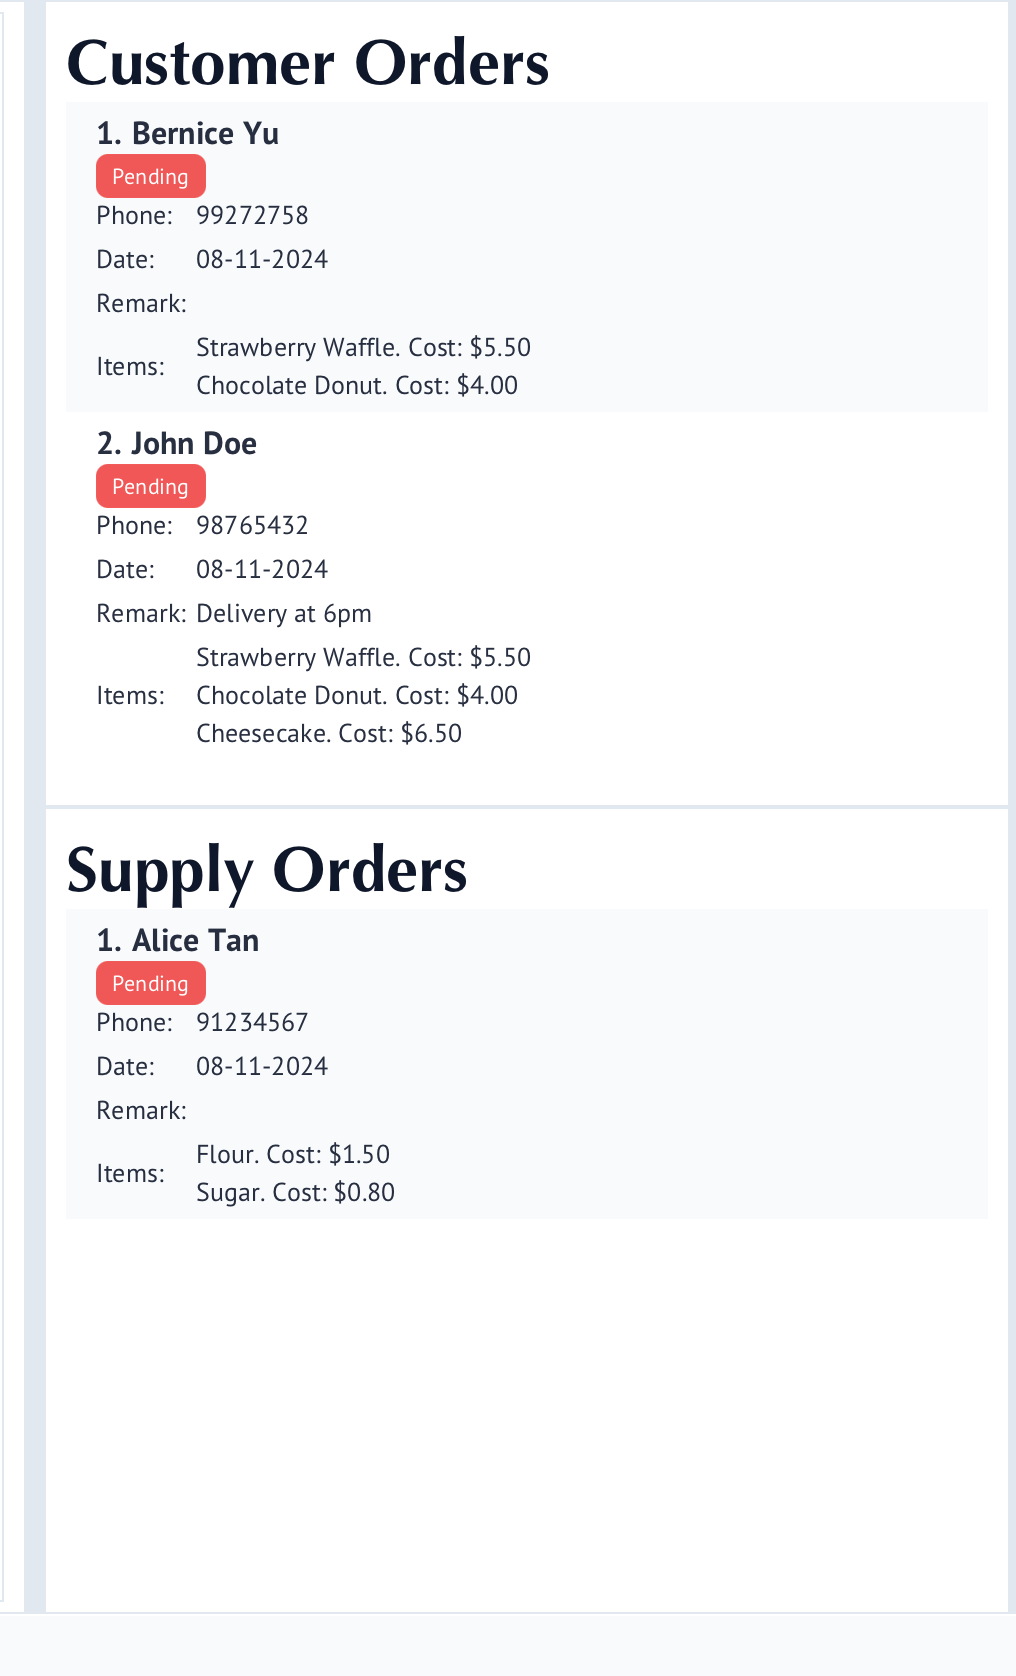 Customer Orders
1. Bernice Yu
Pending
Phone: 99272758
Date: 08-11-2024
Remark:
Items:
Strawberry Waffle. Cost: $5.50
Chocolate Donut. Cost: $4.00
2. John Doe
Pending
Phone: 98765432
Date: 08-11-2024
Remark: Delivery at 6pm
Items:
Strawberry Waffle. Cost: $5.50
Chocolate Donut. Cost: $4.00
Cheesecake. Cost: $6.50
Supply Orders
1. Alice Tan
Pending
Phone: 91234567
Date: 08-11-2024
Remark:
Items:
Flour. Cost: $1.50
Sugar. Cost: $0.80